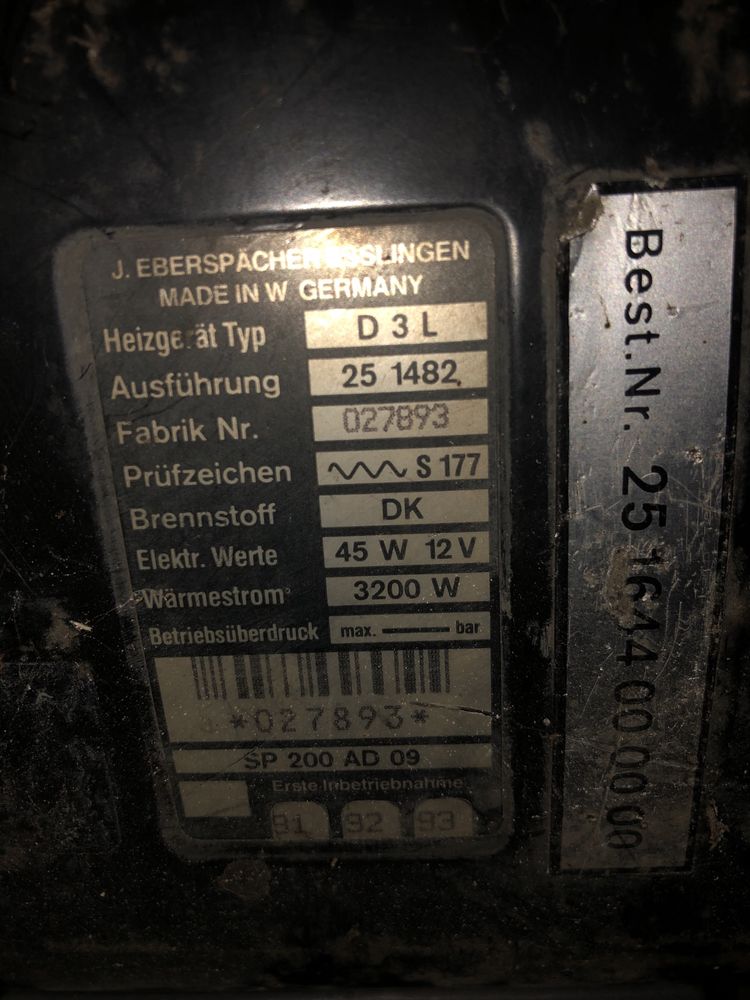 J. EBERSPÄCHER ESSLINGEN
MADE IN W GERMANY
Heizgerät Typ D 3 L
Ausführung 25 1482
Fabrik Nr. 027893
Prüfzeichen S 177
Brennstoff DK
Elektr. Werte 45 W 12 V
Wärmestrom 3200 W
Betriebsüberdruck max. bar
*027893*
SP 200 AD 09
Erste Inbetriebnahme
91 92 93
Best.Nr. 25 1644 00 00 00